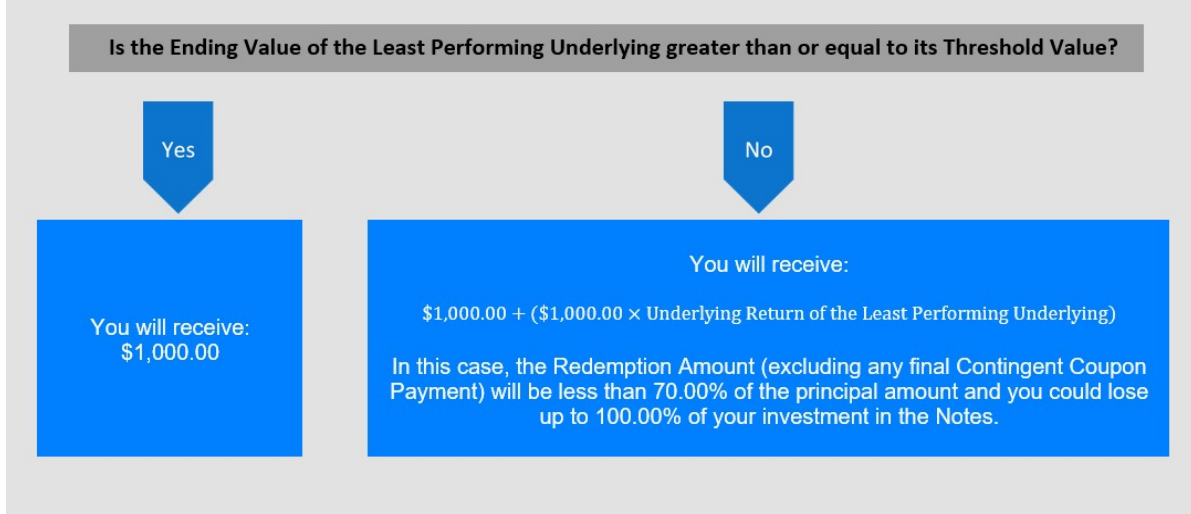 Is the Ending Value of the Least Performing Underlying greater than or equal to its Threshold Value?
Yes
No
You will receive:
$1,000.00
You will receive:
$1,000.00 + ($1,000.00 × Underlying Return of the Least Performing Underlying)
In this case, the Redemption Amount (excluding any final Contingent Coupon
Payment) will be less than 70.00% of the principal amount and you could lose
up to 100.00% of your investment in the Notes.